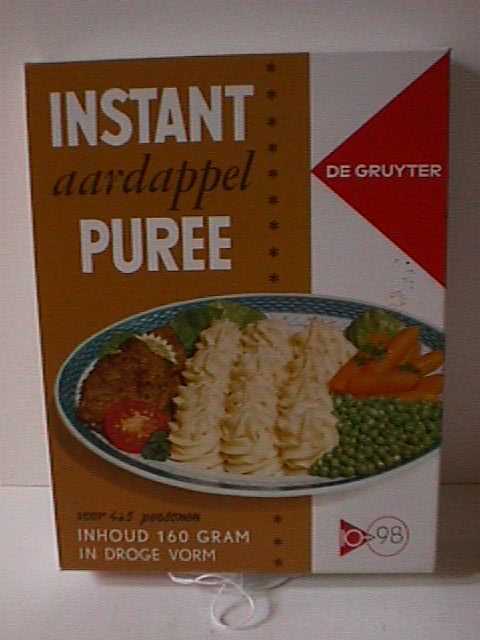 INSTANT
aardappel
PUREE
DE GRUYTER
voor 4à5 personen
INHOUD 160 GRAM
IN DROGE VORM
98